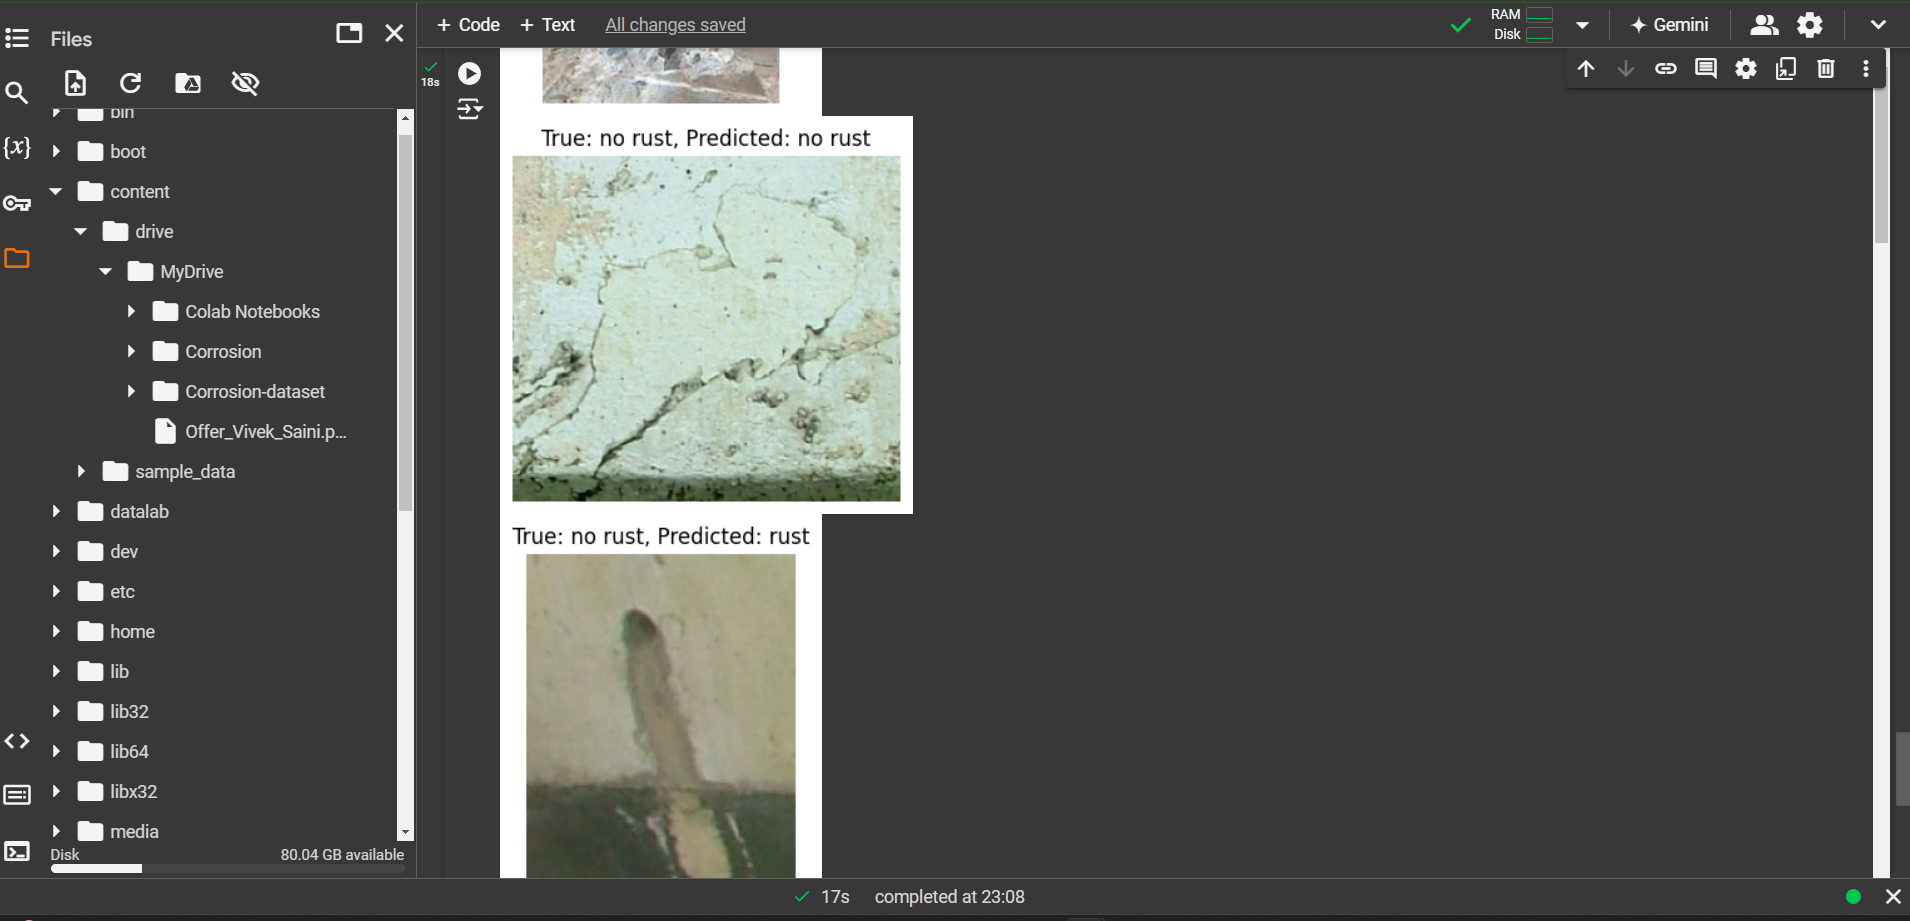 Files
+ Code + Text All changes saved
RAM
Disk
Gemini
18s
{x}
bin
boot
content
drive
MyDrive
Colab Notebooks
Corrosion
Corrosion-dataset
Offer_Vivek_Saini.p...
sample_data
datalab
dev
etc
home
lib
lib32
lib64
libx32
media
Disk 80.04 GB available
True: no rust, Predicted: no rust
True: no rust, Predicted: rust
17s completed at 23:08